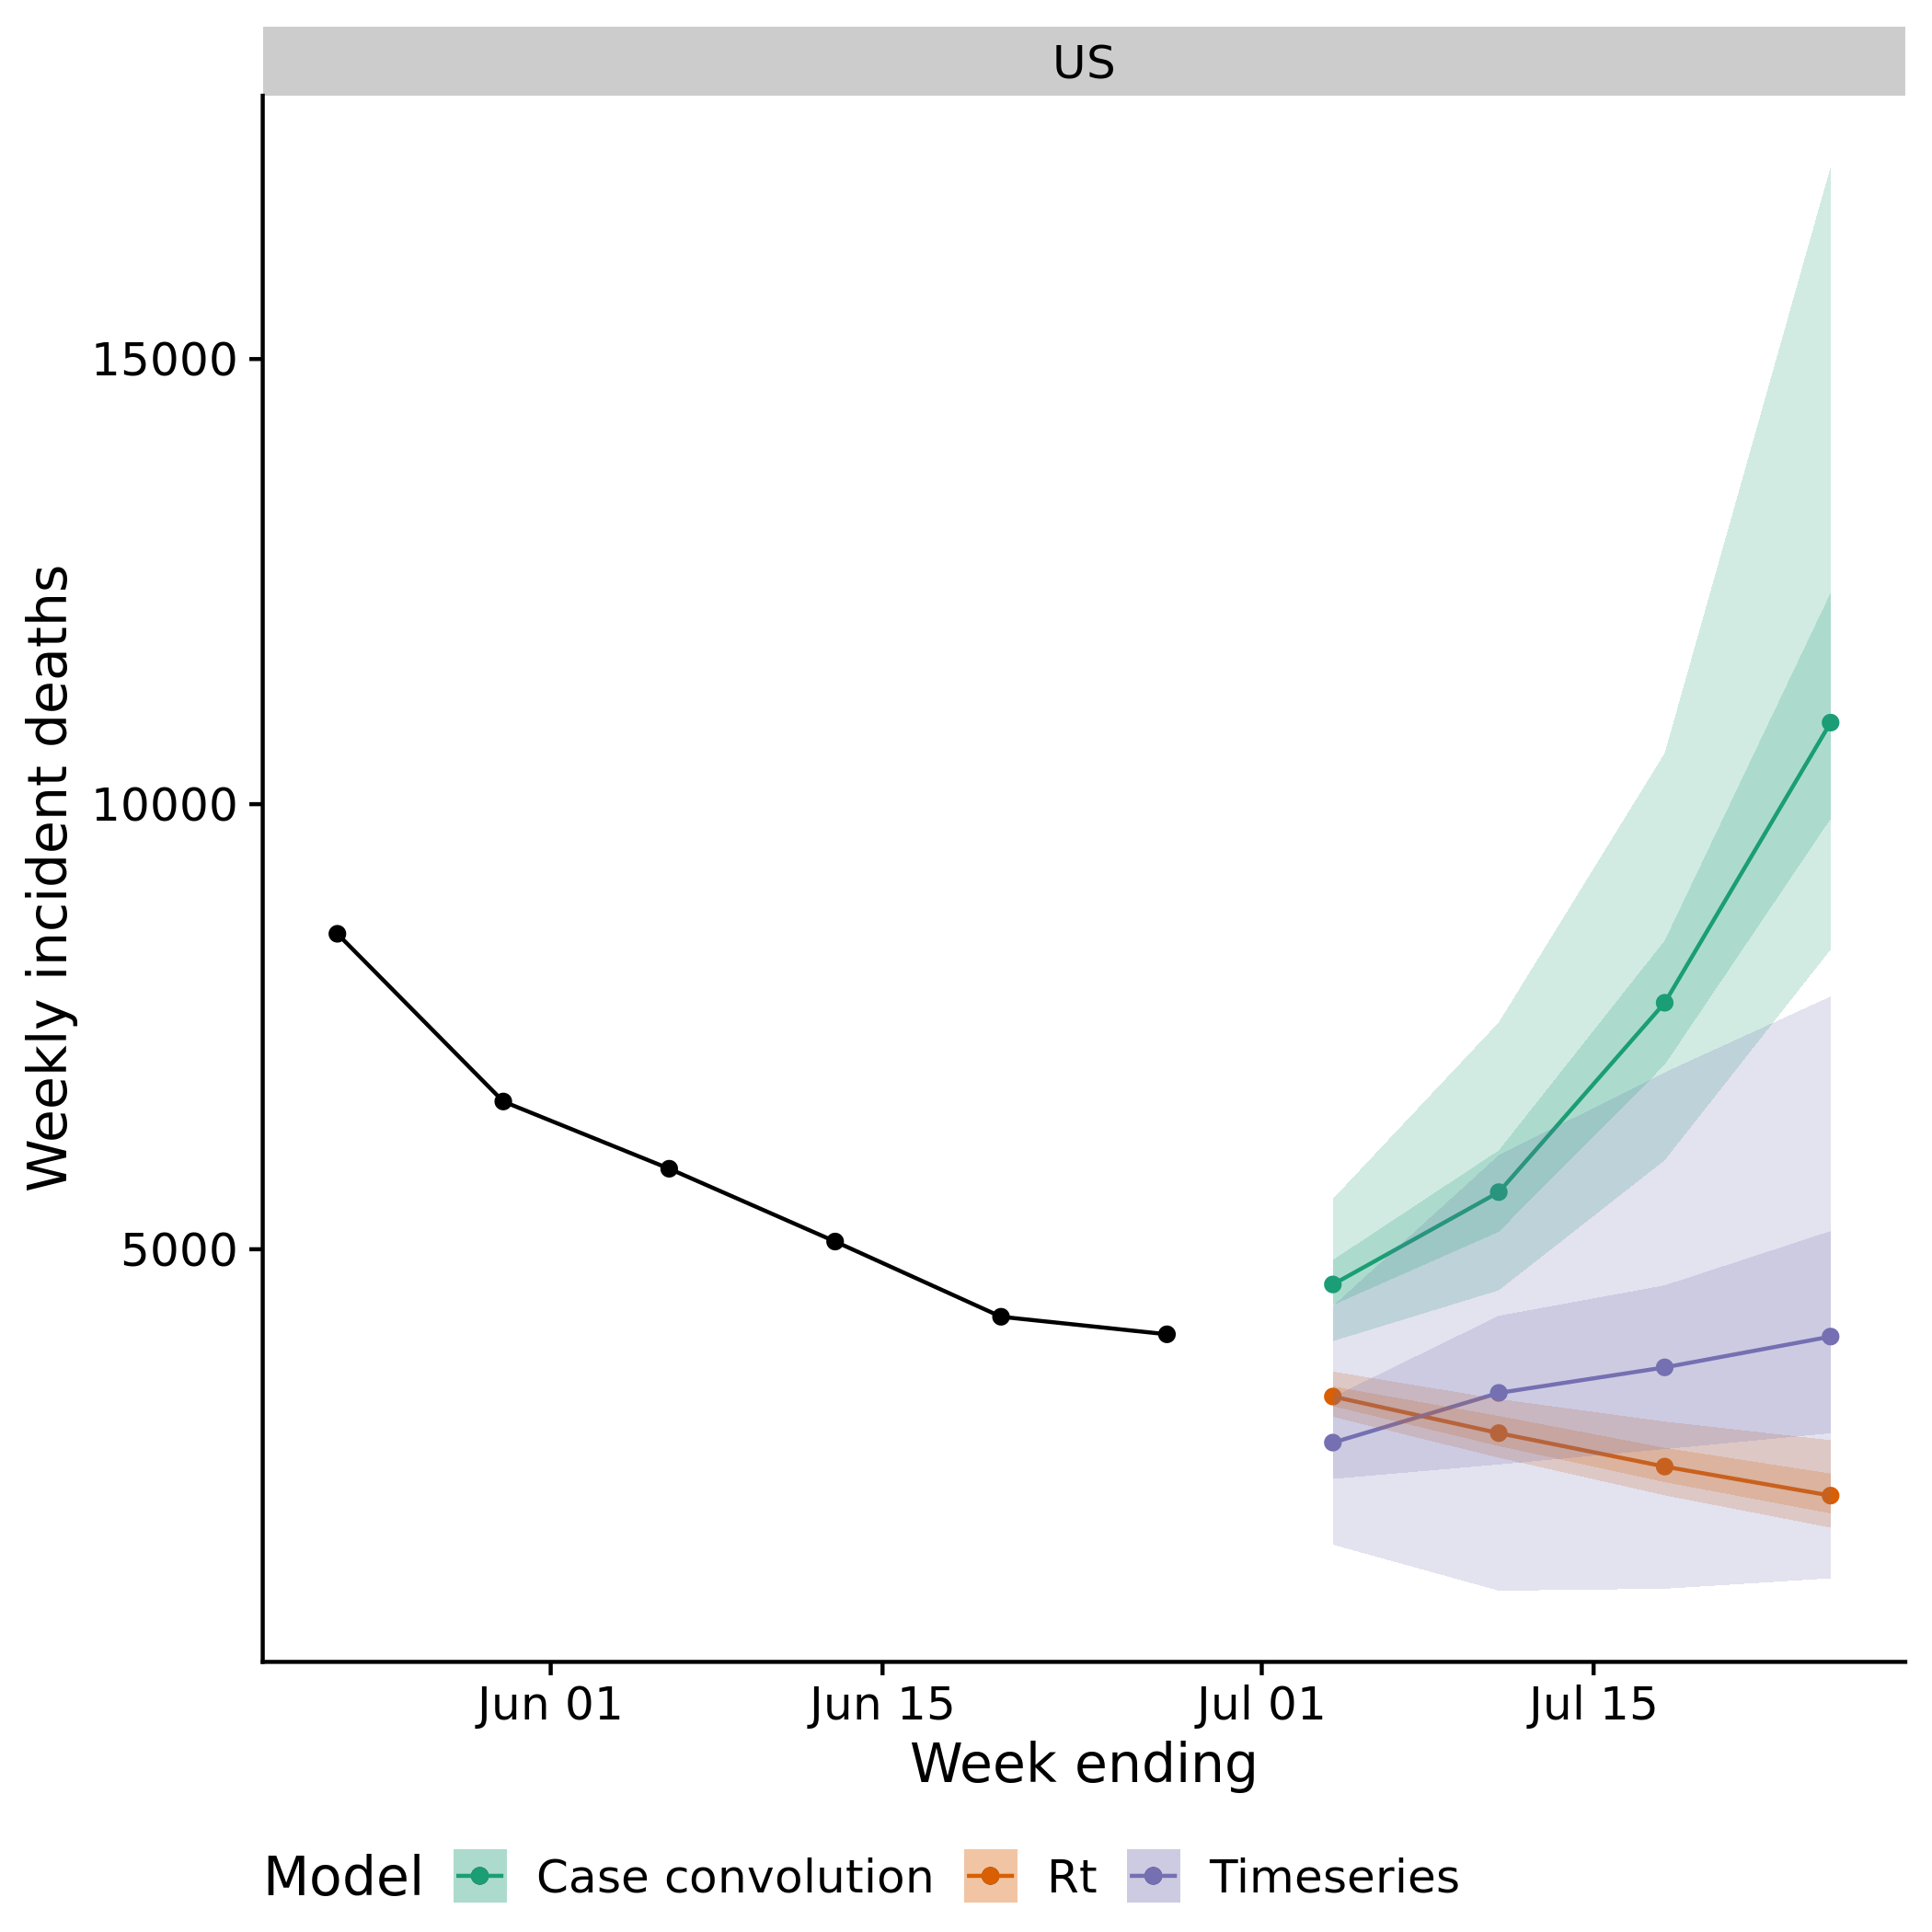 US
Weekly incident deaths
15000
10000
5000
Jun 01 Jun 15 Jul 01 Jul 15
Week ending
Model Case convolution Rt Timeseries